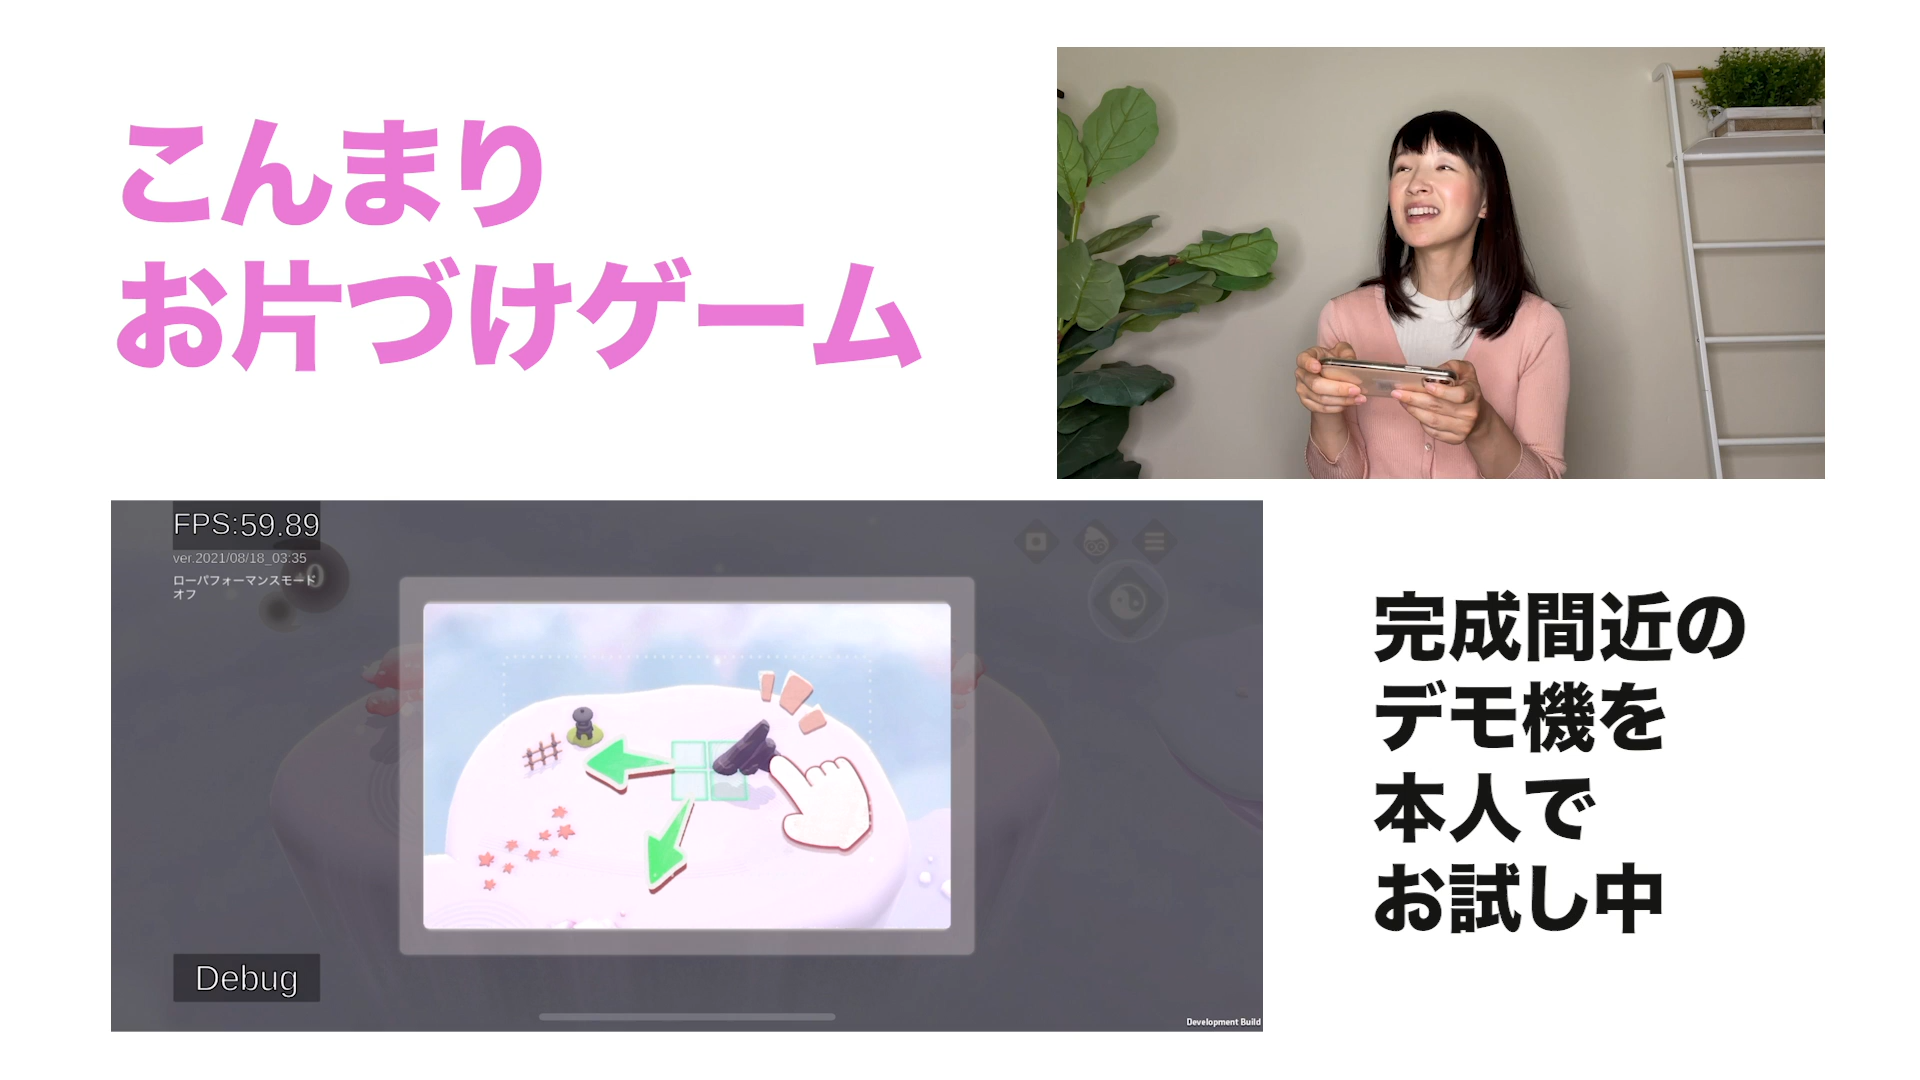 こんまり
お片づけゲーム
FPS:59.89
ver.2021/08/18_03:35
ローパフォーマンスモード
オフ
Debug
Development Build
完成間近の
デモ機を
本人で
お試し中